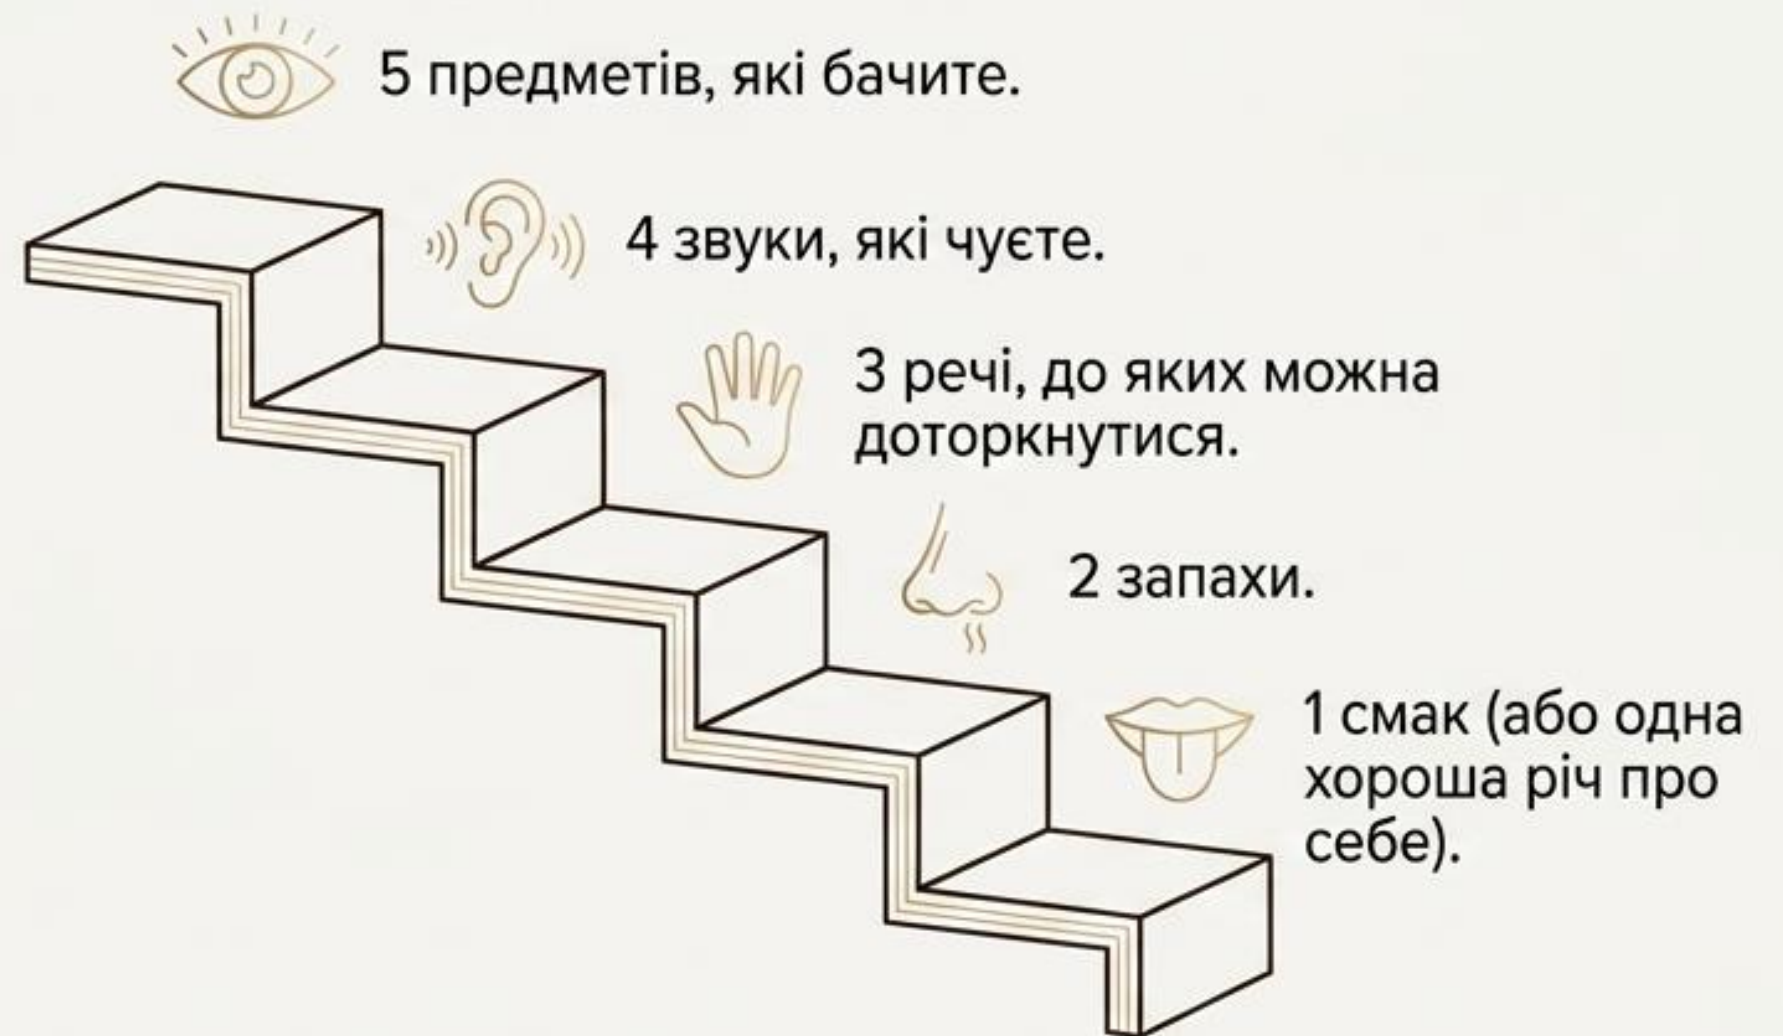 5 предметів, які бачите.
4 звуки, які чуєте.
3 речі, до яких можна
доторкнутися.
2 запахи.
1 смак (або одна
хороша річ про
себе).